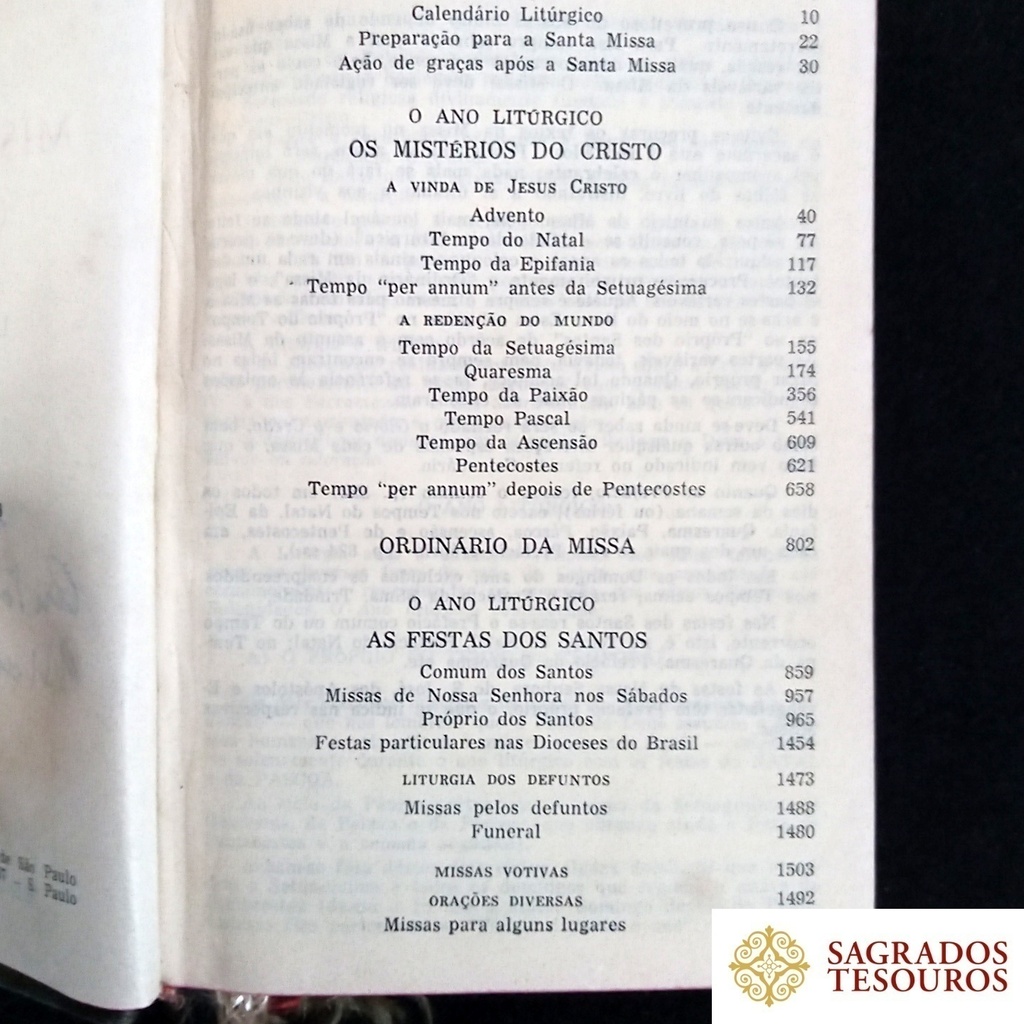 Calendário Litúrgico 10
Preparação para a Santa Missa 22
Ação de graças após a Santa Missa 30
O ANO LITÚRGICO
OS MISTÉRIOS DO CRISTO
A VINDA DE JESUS CRISTO
Advento 40
Tempo do Natal 77
Tempo da Epifania 117
Tempo "per annum" antes da Setuagésima 132
A REDENÇÃO DO MUNDO
Tempo da Setuagésima 155
Quaresma 174
Tempo da Paixão 356
Tempo Pascal 541
Tempo da Ascensão 609
Pentecostes 621
Tempo "per annum" depois de Pentecostes 658
ORDINÁRIO DA MISSA 802
O ANO LITÚRGICO
AS FESTAS DOS SANTOS
Comum dos Santos 859
Missas de Nossa Senhora nos Sábados 957
Próprio dos Santos 965
Festas particulares nas Dioceses do Brasil 1454
LITURGIA DOS DEFUNTOS 1473
Missas pelos defuntos 1488
Funeral 1480
MISSAS VOTIVAS 1503
ORAÇÕES DIVERSAS 1492
Missas para alguns lugares
de São Paulo
- S. Paulo
SAGRADOS
TESOUROS